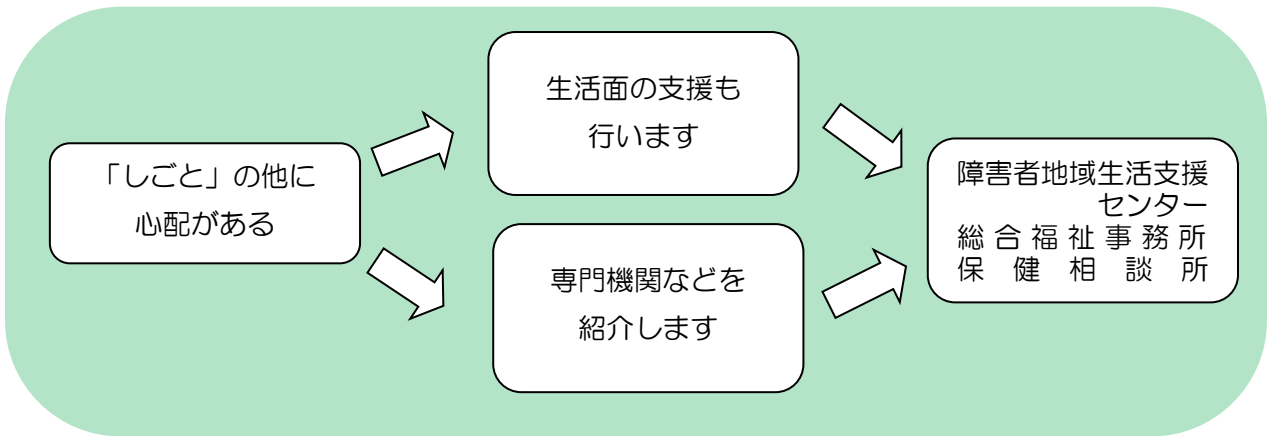 「しごと」の他に
心配がある
生活面の支援も
行います
専門機関などを
紹介します
障害者地域生活支援
センター
総合福祉事務所
保健相談所